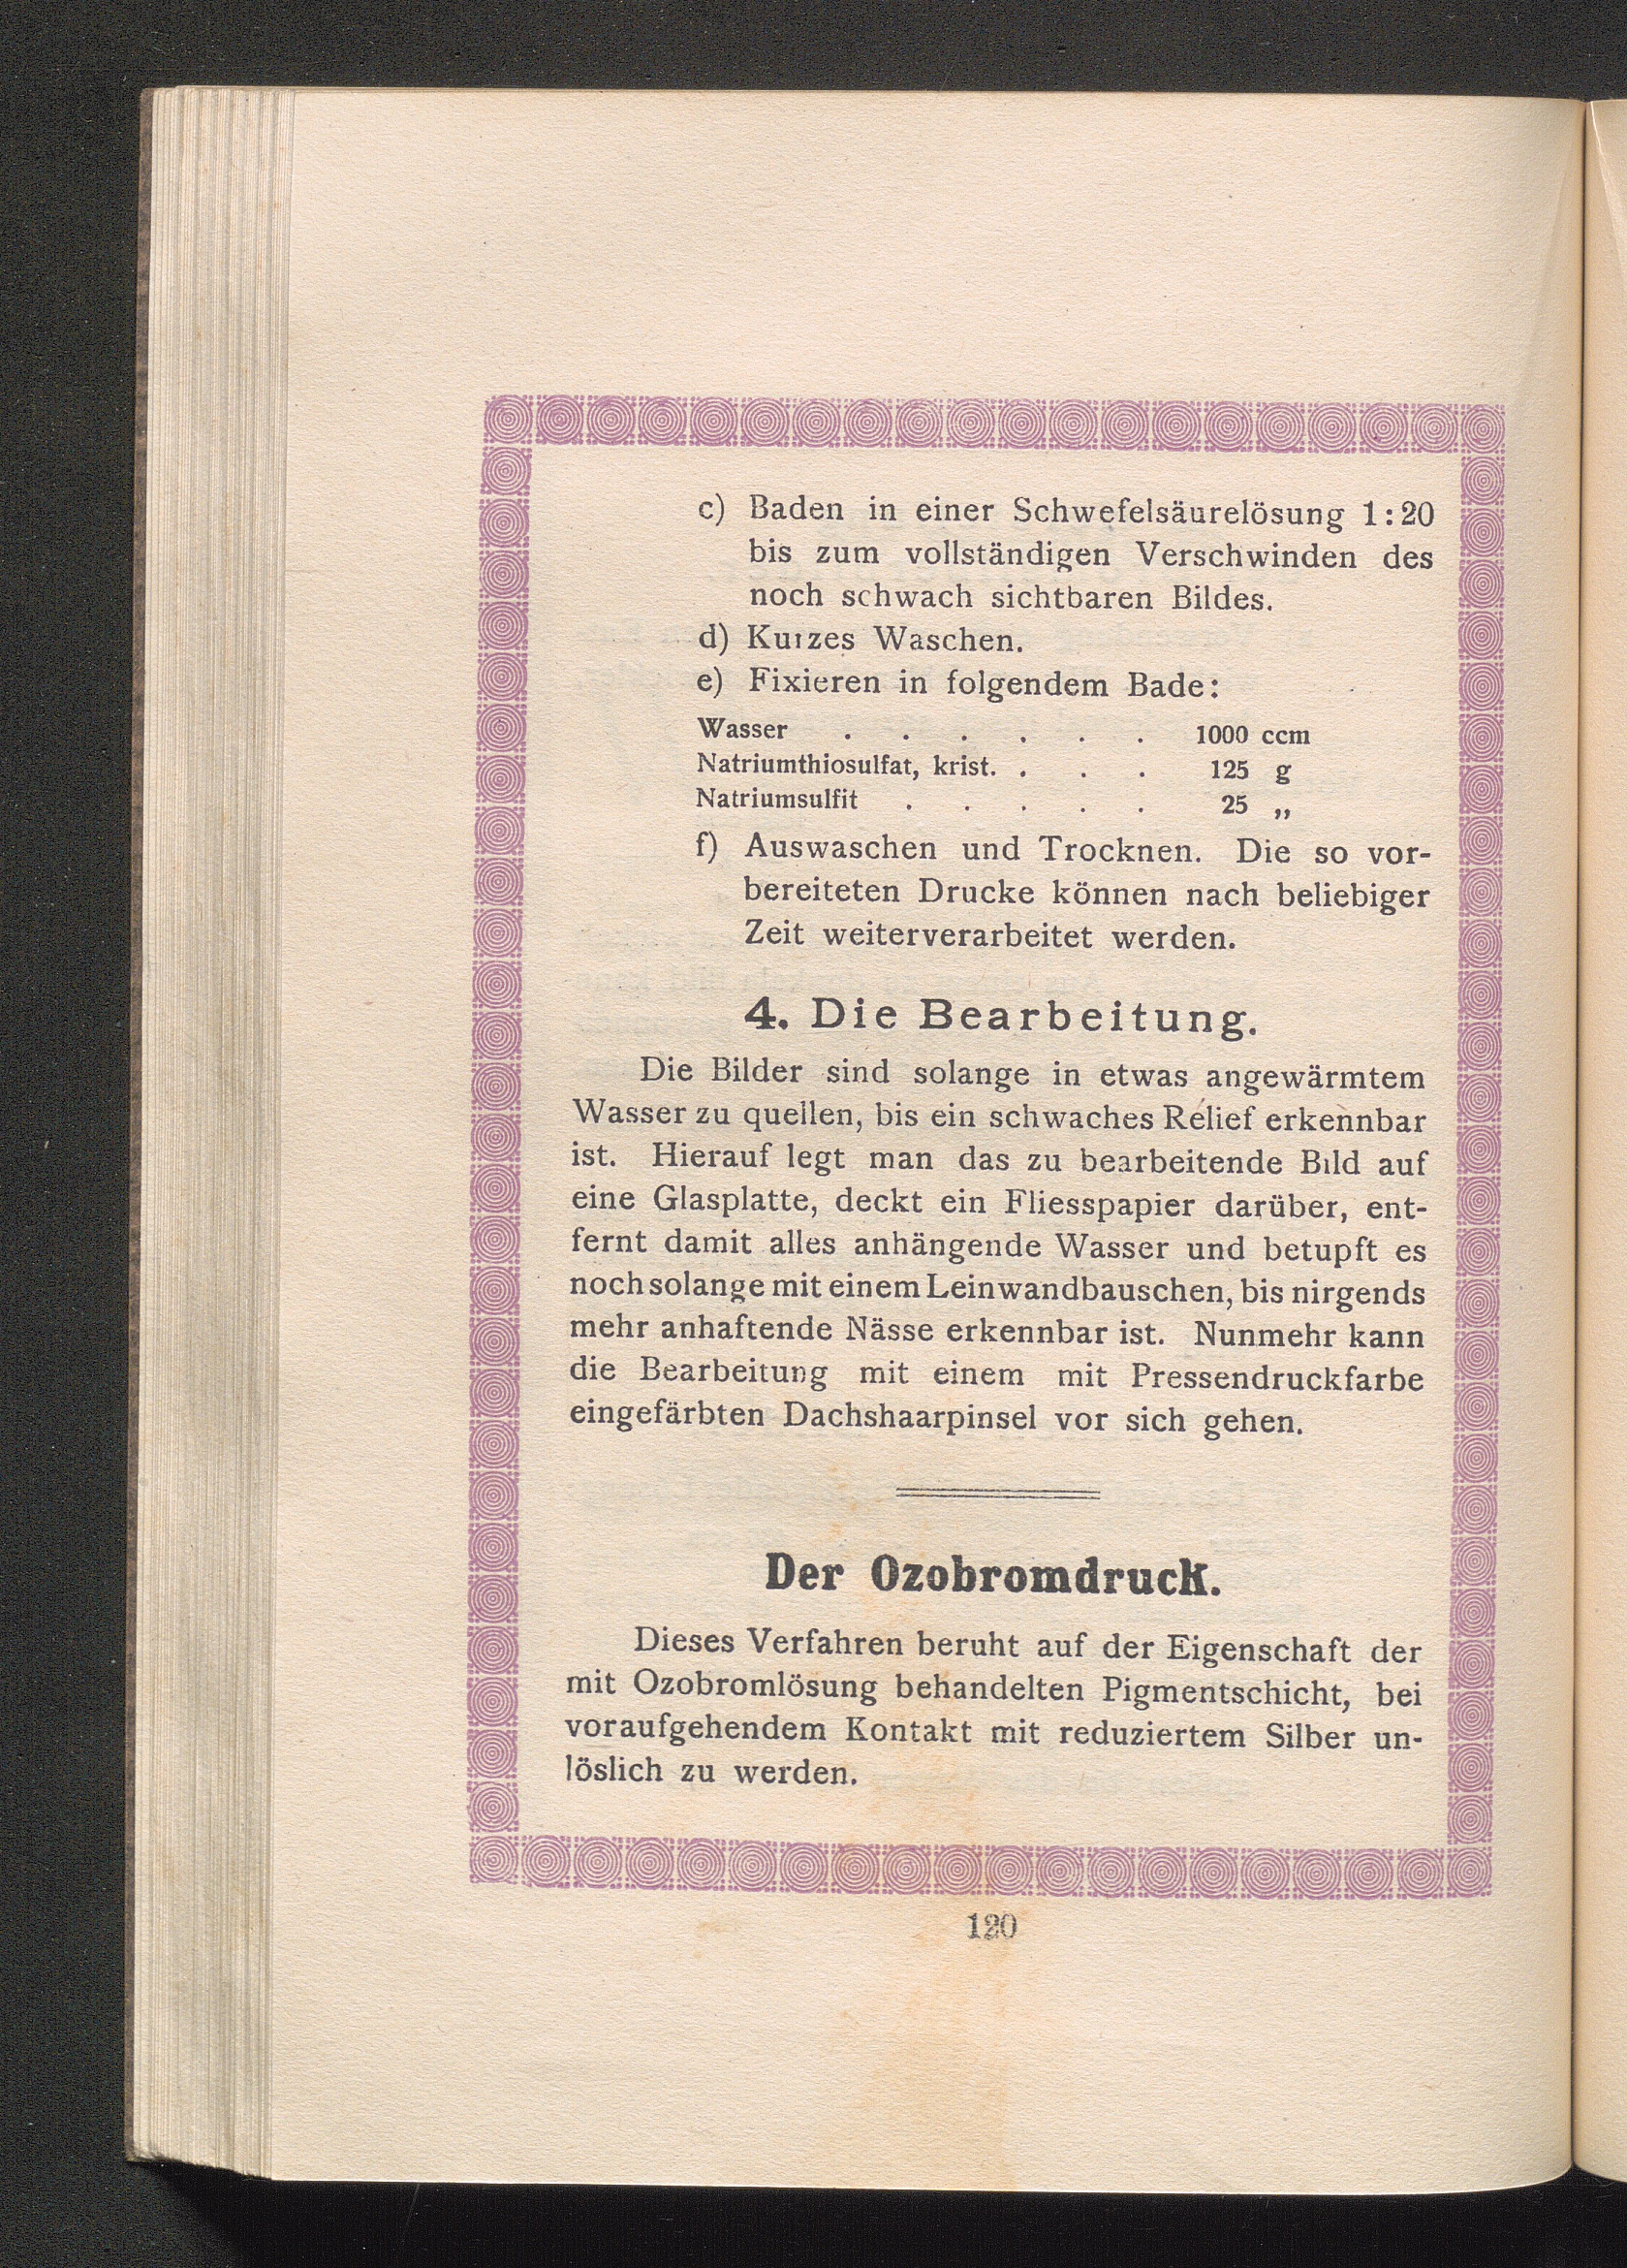 c) Baden in einer Schwefelsäurelösung 1:20
bis zum vollständigen Verschwinden des
noch schwach sichtbaren Bildes.
d) Kurzes Waschen.
e) Fixieren in folgendem Bade:
Wasser . . . . . . 1000 ccm
Natriumthiosulfat, krist. . . . 125 g
Natriumsulfit . . . . . 25 „
f) Auswaschen und Trocknen. Die so vor-
bereiteten Drucke können nach beliebiger
Zeit weiterverarbeitet werden.
4. Die Bearbeitung.
Die Bilder sind solange in etwas angewärmtem
Wasser zu quellen, bis ein schwaches Relief erkennbar
ist. Hierauf legt man das zu bearbeitende Bild auf
eine Glasplatte, deckt ein Fliesspapier darüber, ent-
fernt damit alles anhängende Wasser und betupft es
noch solange mit einem Leinwandbauschen, bis nirgends
mehr anhaftende Nässe erkennbar ist. Nunmehr kann
die Bearbeitung mit einem mit Pressendruckfarbe
eingefärbten Dachshaarpinsel vor sich gehen.
Der Ozobromdruck.
Dieses Verfahren beruht auf der Eigenschaft der
mit Ozobromlösung behandelten Pigmentschicht, bei
voraufgehendem Kontakt mit reduziertem Silber un-
löslich zu werden.
120